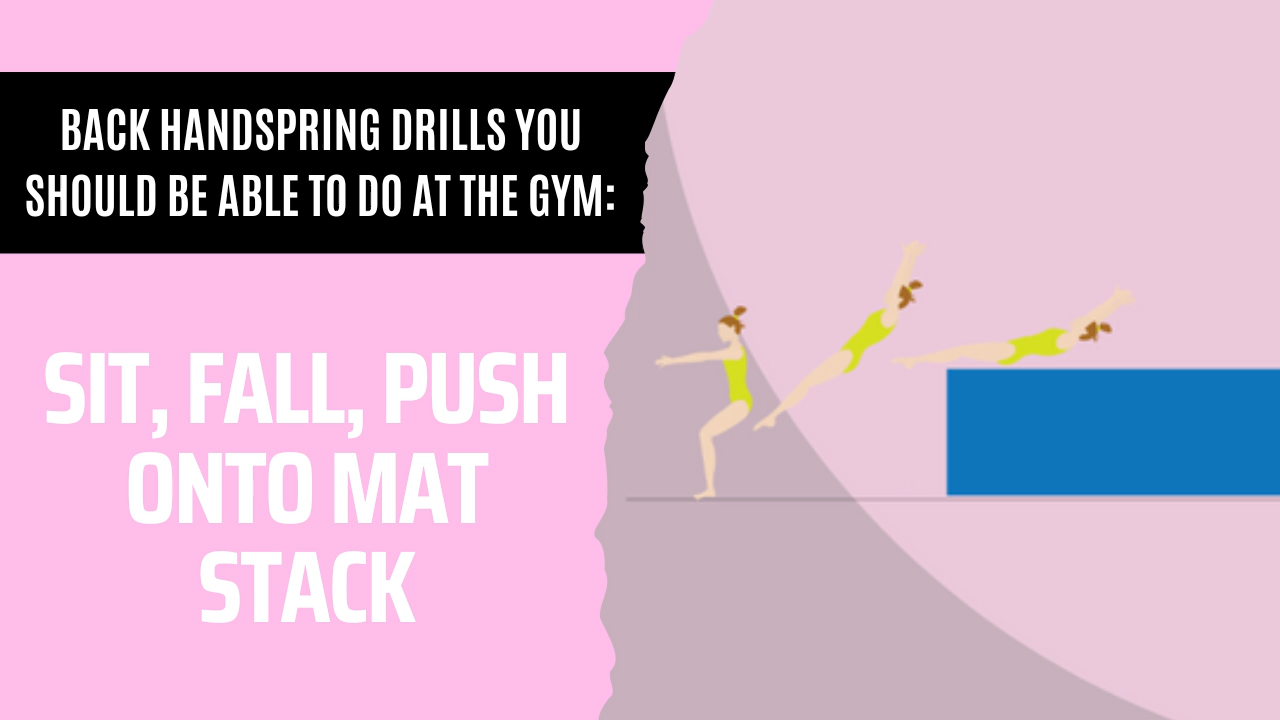 BACK HANDSPRING DRILLS YOU
SHOULD BE ABLE TO DO AT THE GYM:
SIT, FALL, PUSH
ONTO MAT
STACK